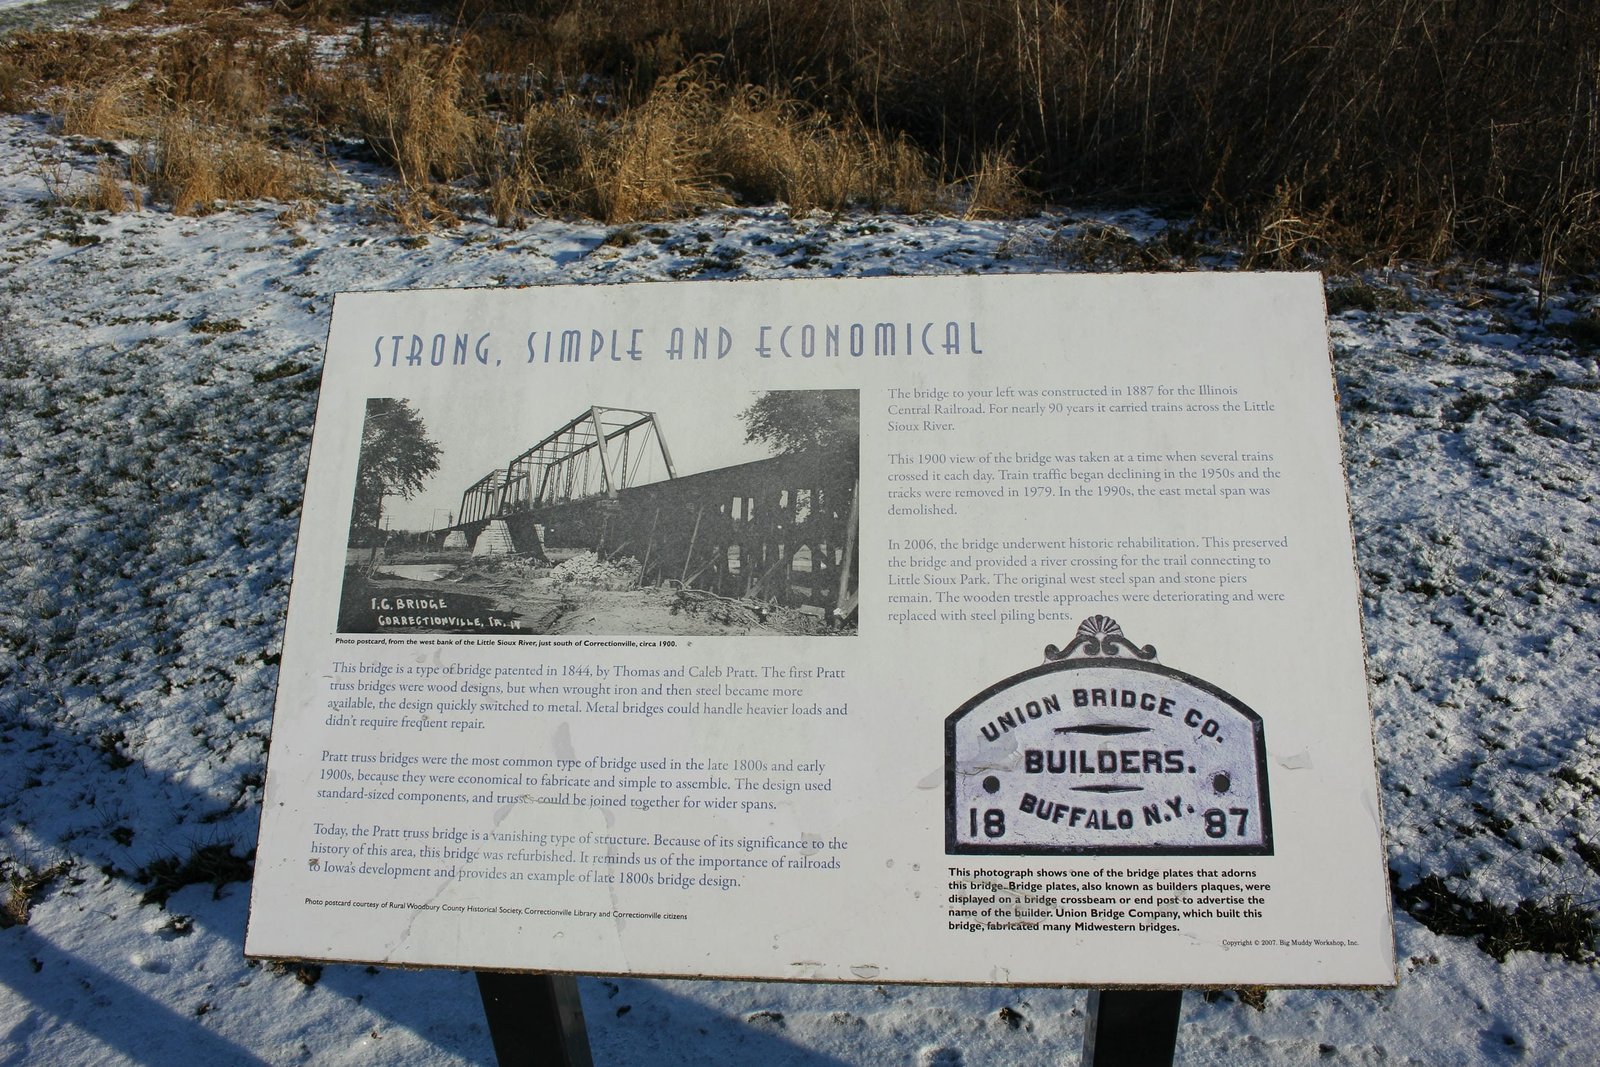 STRONG, SIMPLE AND ECONOMICAL
I.C. BRIDGE
CORRECTIONVILLE, IA.
Photo postcard, from the west bank of the Little Sioux River, just south of Correctionville, circa 1900.
This bridge is a type of bridge patented in 1844, by Thomas and Caleb Pratt. The first Pratt
truss bridges were wood designs, but when wrought iron and then steel became more
available, the design quickly switched to metal. Metal bridges could handle heavier loads and
didn't require frequent repair.
Pratt truss bridges were the most common type of bridge used in the late 1800s and early
1900s, because they were economical to fabricate and simple to assemble. The design used
standard-sized components, and trusses could be joined together for wider spans.
Today, the Pratt truss bridge is a vanishing type of structure. Because of its significance to the
history of this area, this bridge was refurbished. It reminds us of the importance of railroads
to Iowa's development and provides an example of late 1800s bridge design.
Photo postcard courtesy of Rural Woodbury County Historical Society, Correctionville Library and Correctionville citizens
The bridge to your left was constructed in 1887 for the Illinois
Central Railroad. For nearly 90 years it carried trains across the Little
Sioux River.
This 1900 view of the bridge was taken at a time when several trains
crossed it each day. Train traffic began declining in the 1950s and the
tracks were removed in 1979. In the 1990s, the east metal span was
demolished.
In 2006, the bridge underwent historic rehabilitation. This preserved
the bridge and provided a river crossing for the trail connecting to
Little Sioux Park. The original west steel span and stone piers
remain. The wooden trestle approaches were deteriorating and were
replaced with steel piling bents.
UNION BRIDGE CO.
BUILDERS.
BUFFALO N.Y.
18 87
This photograph shows one of the bridge plates that adorns
this bridge. Bridge plates, also known as builders plaques, were
displayed on a bridge crossbeam or end post to advertise the
name of the builder. Union Bridge Company, which built this
bridge, fabricated many Midwestern bridges.
Copyright © 2007. Big Muddy Workshop, Inc.